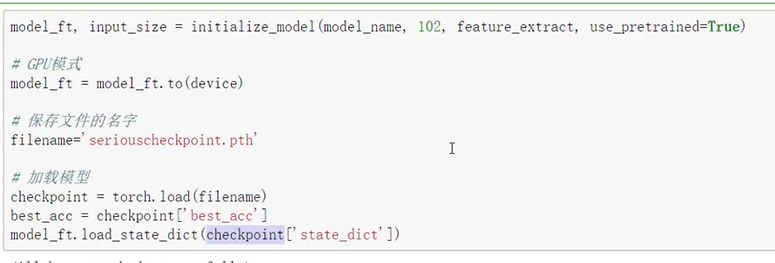 model_ft, input_size = initialize_model(model_name, 102, feature_extract, use_pretrained=True)
# GPU模式
model_ft = model_ft.to(device)
# 保存文件的名字
filename='seriouscheckpoint.pth'
# 加载模型
checkpoint = torch.load(filename)
best_acc = checkpoint['best_acc']
model_ft.load_state_dict(checkpoint['state_dict'])